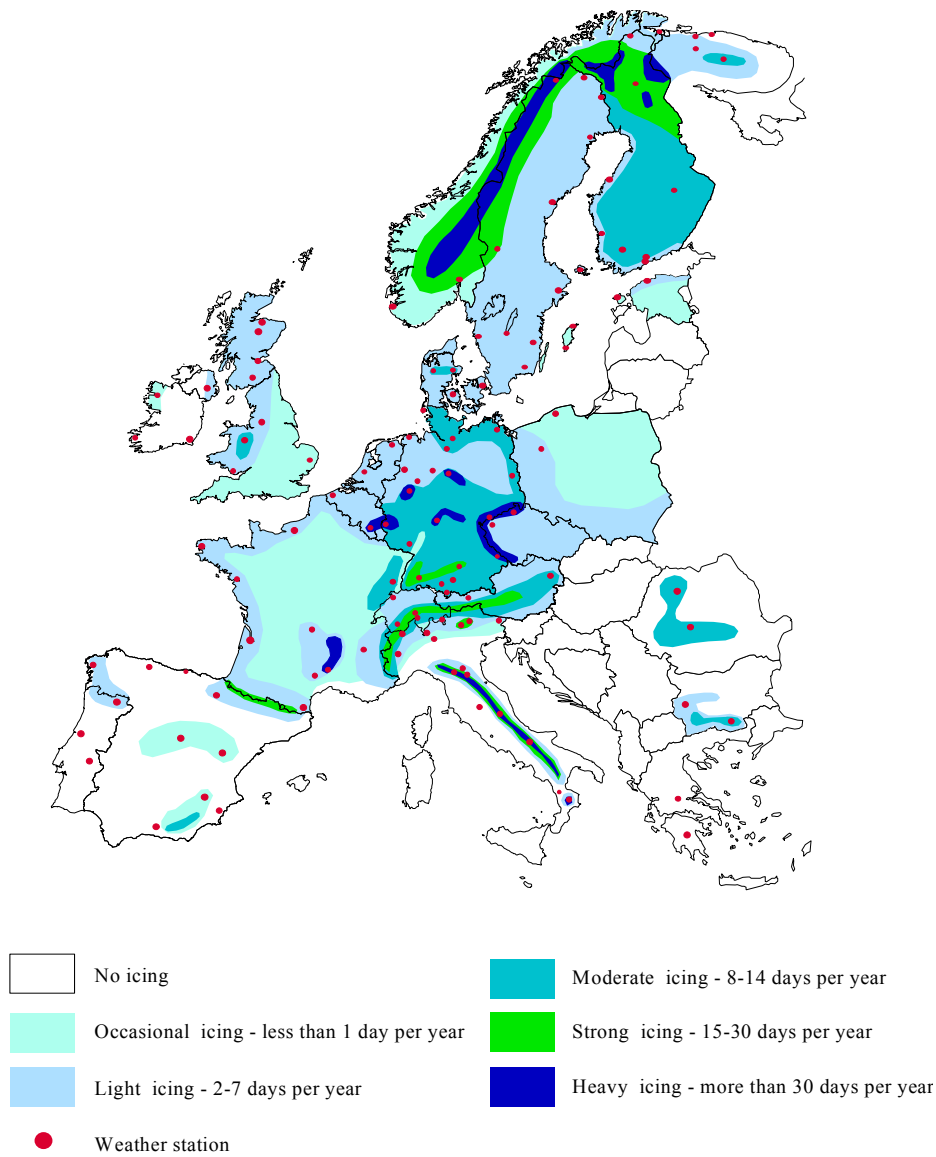 No icing
Occasional icing - less than 1 day per year
Light icing - 2-7 days per year
Weather station
Moderate icing - 8-14 days per year
Strong icing - 15-30 days per year
Heavy icing - more than 30 days per year